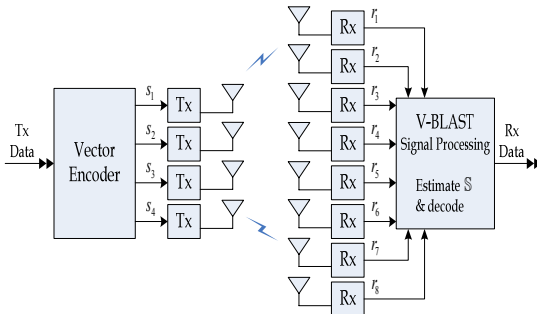 Tx
Data
Vector
Encoder
s1
Tx
s2
Tx
s3
Tx
s4
Tx
Rx
r1
Rx
r2
Rx
r3
Rx
r4
Rx
r5
Rx
r6
Rx
r7
Rx
r8
V-BLAST
Signal Processing
Estimate 𝕊
& decode
Rx
Data